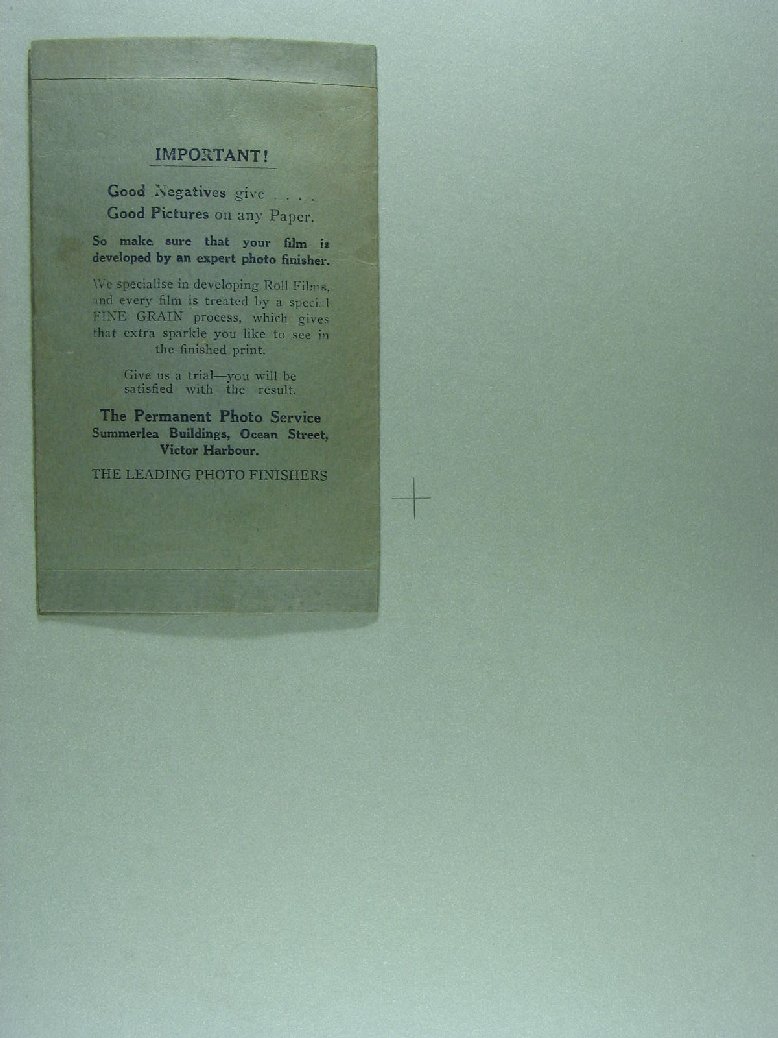 IMPORTANT!
Good Negatives give . . . .
Good Pictures on any Paper.
So make sure that your film is
developed by an expert photo finisher.
We specialise in developing Roll Films,
and every film is treated by a special
FINE GRAIN process, which gives
that extra sparkle you like to see in
the finished print.
Give us a trial—you will be
satisfied with the result.
The Permanent Photo Service
Summerlea Buildings, Ocean Street,
Victor Harbour.
THE LEADING PHOTO FINISHERS